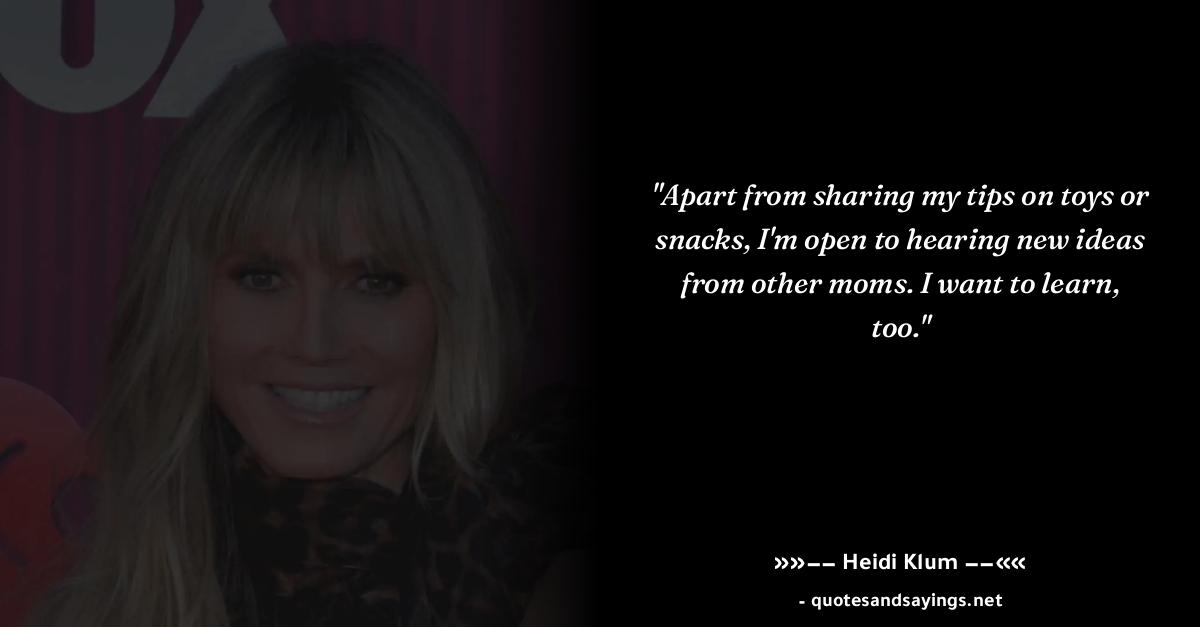 OX
"Apart from sharing my tips on toys or
snacks, I'm open to hearing new ideas
from other moms. I want to learn,
too."
»»−− Heidi Klum −−««
- quotesandsayings.net